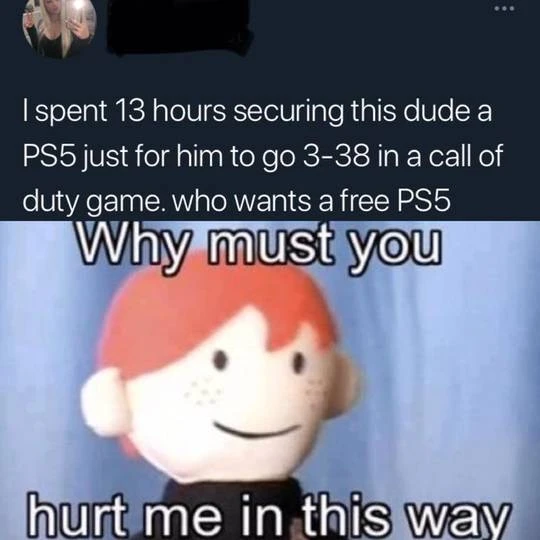 I spent 13 hours securing this dude a
PS5 just for him to go 3-38 in a call of
duty game. who wants a free PS5
Why must you
hurt me in this way